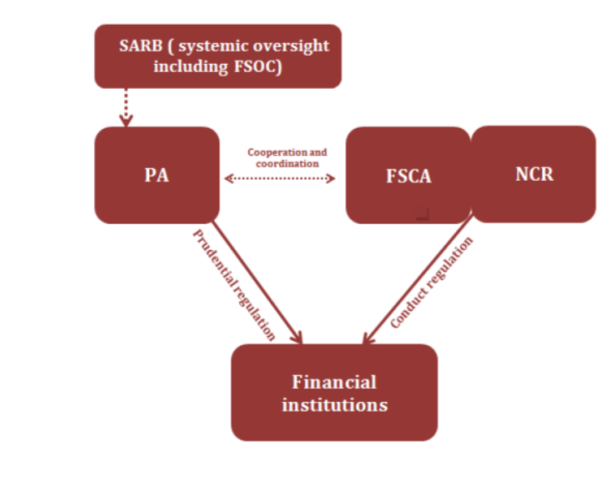 SARB ( systemic oversight
including FSOC)
PA
Cooperation and
coordination
FSCA
NCR
Prudential regulation
Conduct regulation
Financial
institutions